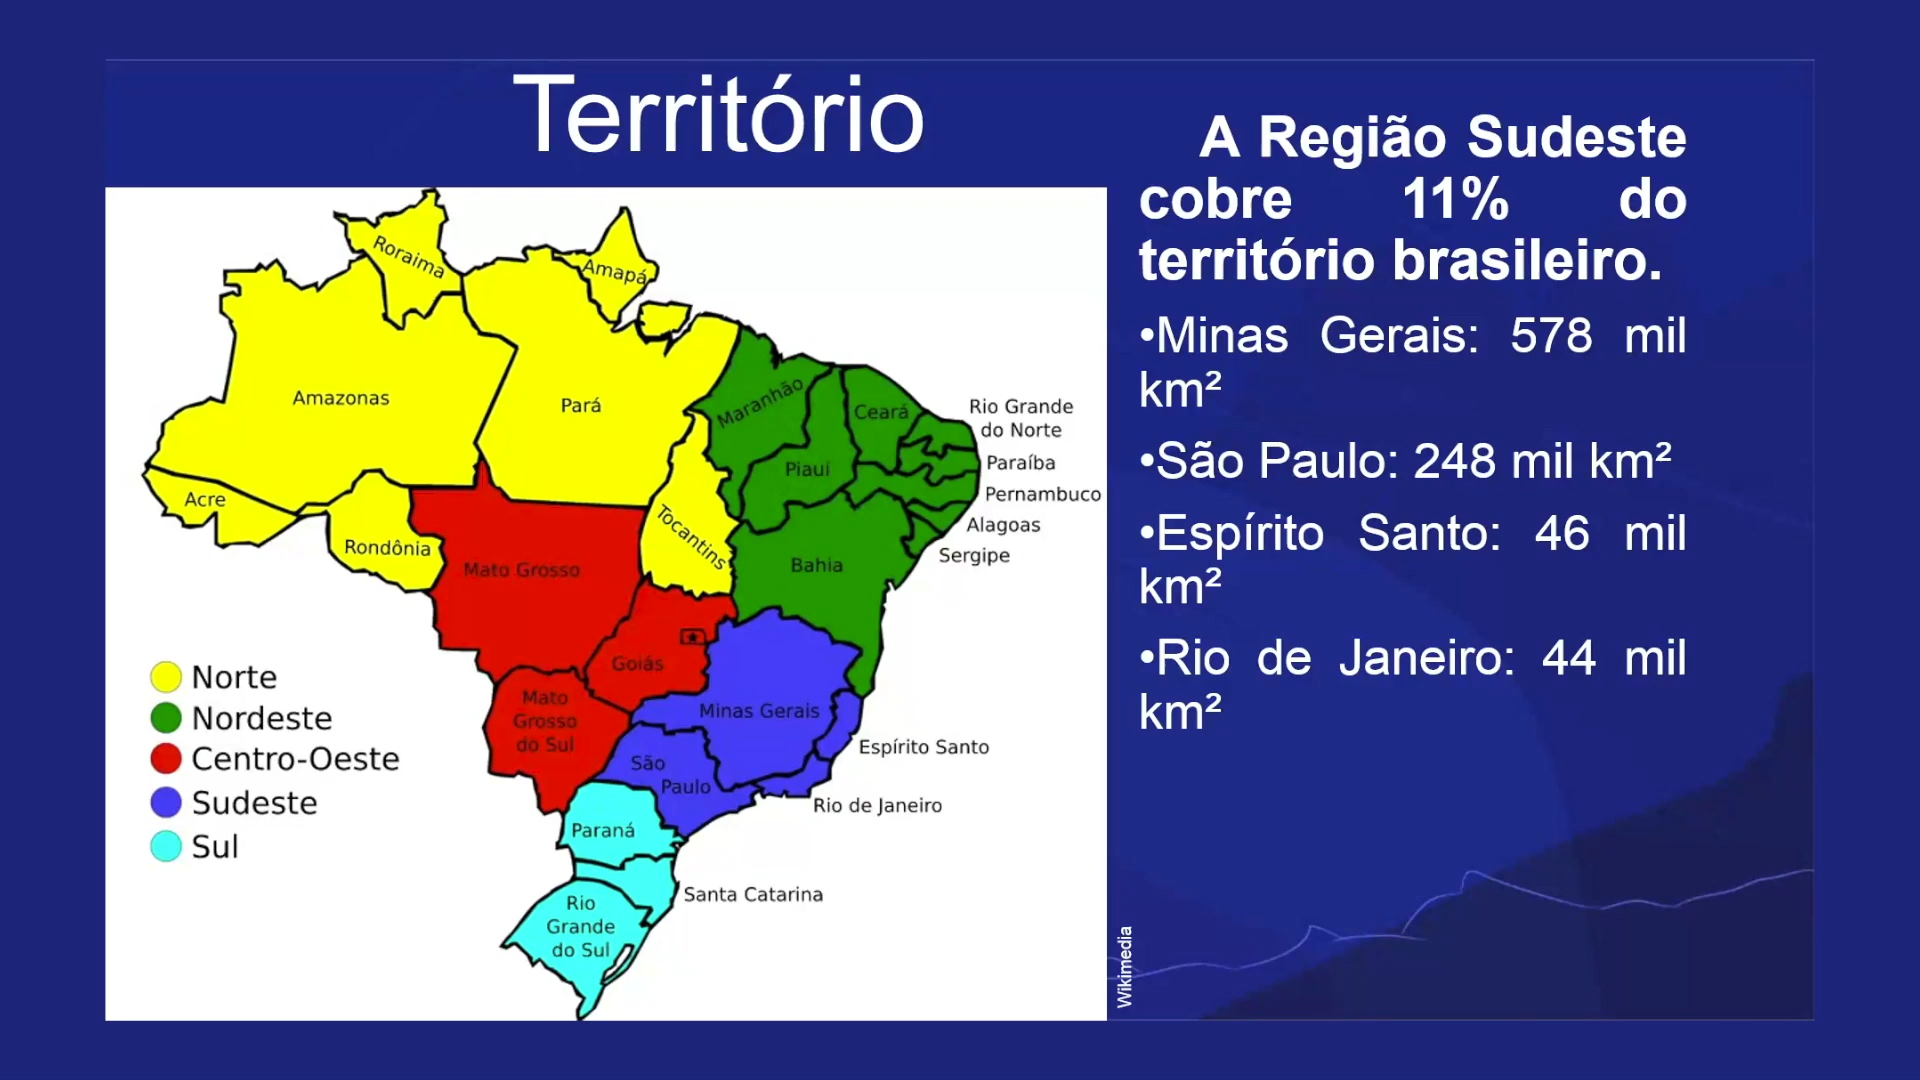 Território
A Região Sudeste
cobre 11% do
território brasileiro.
•Minas Gerais: 578 mil
km²
•São Paulo: 248 mil km²
•Espírito Santo: 46 mil
km²
•Rio de Janeiro: 44 mil
km²
Roraima
Amapá
Amazonas
Pará
Maranhão
Ceará
Rio Grande
do Norte
Paraíba
Piauí
Pernambuco
Acre
Tocantins
Alagoas
Rondônia
Sergipe
Mato Grosso
Bahia
Goiás
Mato
Grosso
do Sul
Minas Gerais
Espírito Santo
São
Paulo
Rio de Janeiro
Paraná
Santa Catarina
Rio
Grande
do Sul
Norte
Nordeste
Centro-Oeste
Sudeste
Sul
Wikimedia